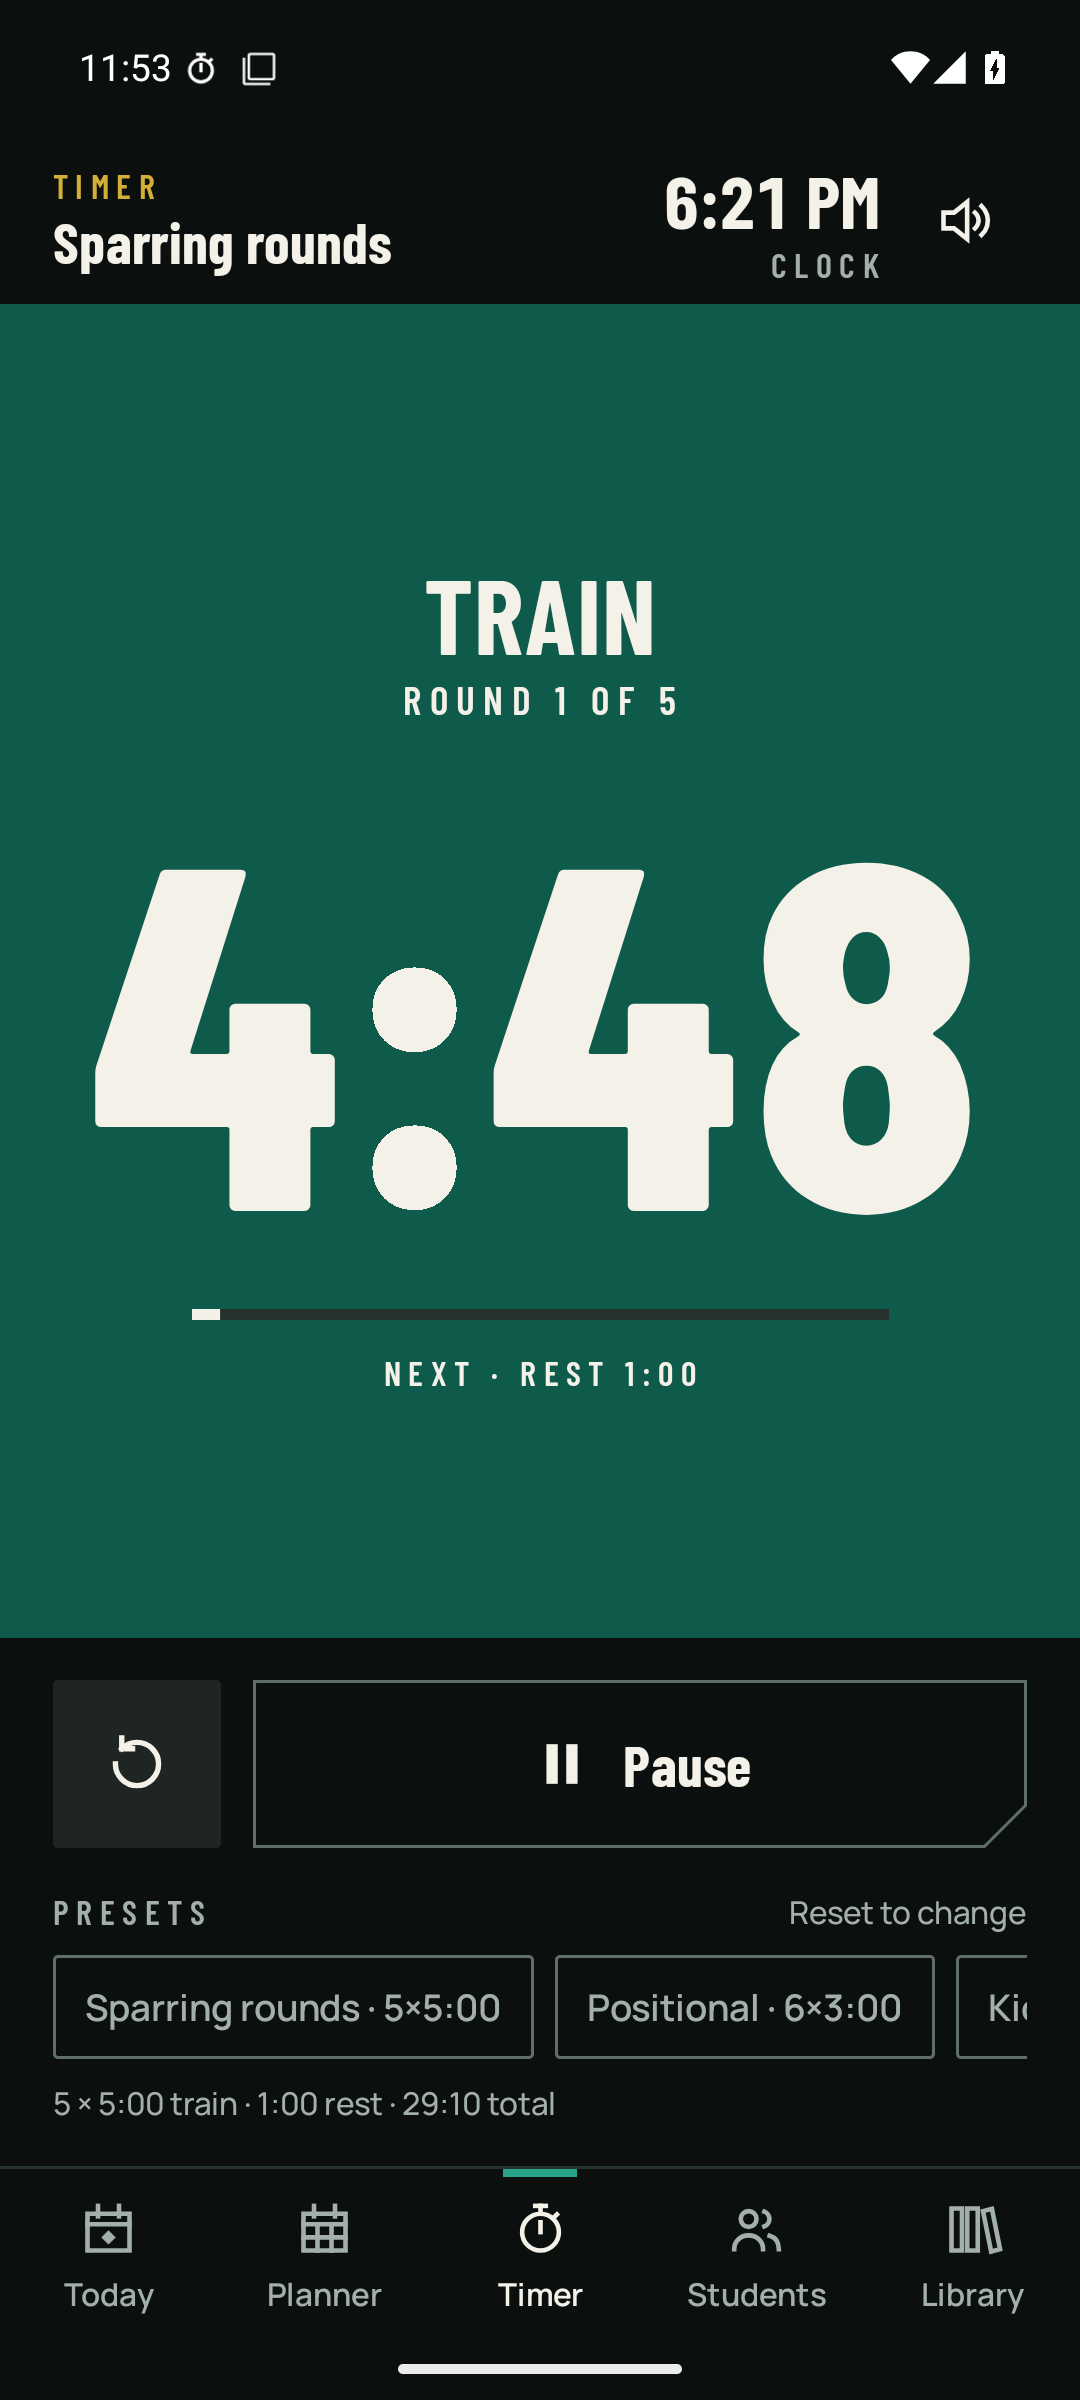 11:53
TIMER
Sparring rounds
6:21 PM
CLOCK
TRAIN
ROUND 1 OF 5
4:48
NEXT · REST 1:00
Pause
PRESETS
Reset to change
Sparring rounds · 5×5:00
Positional · 6×3:00
5 × 5:00 train · 1:00 rest · 29:10 total
Today
Planner
Timer
Students
Library